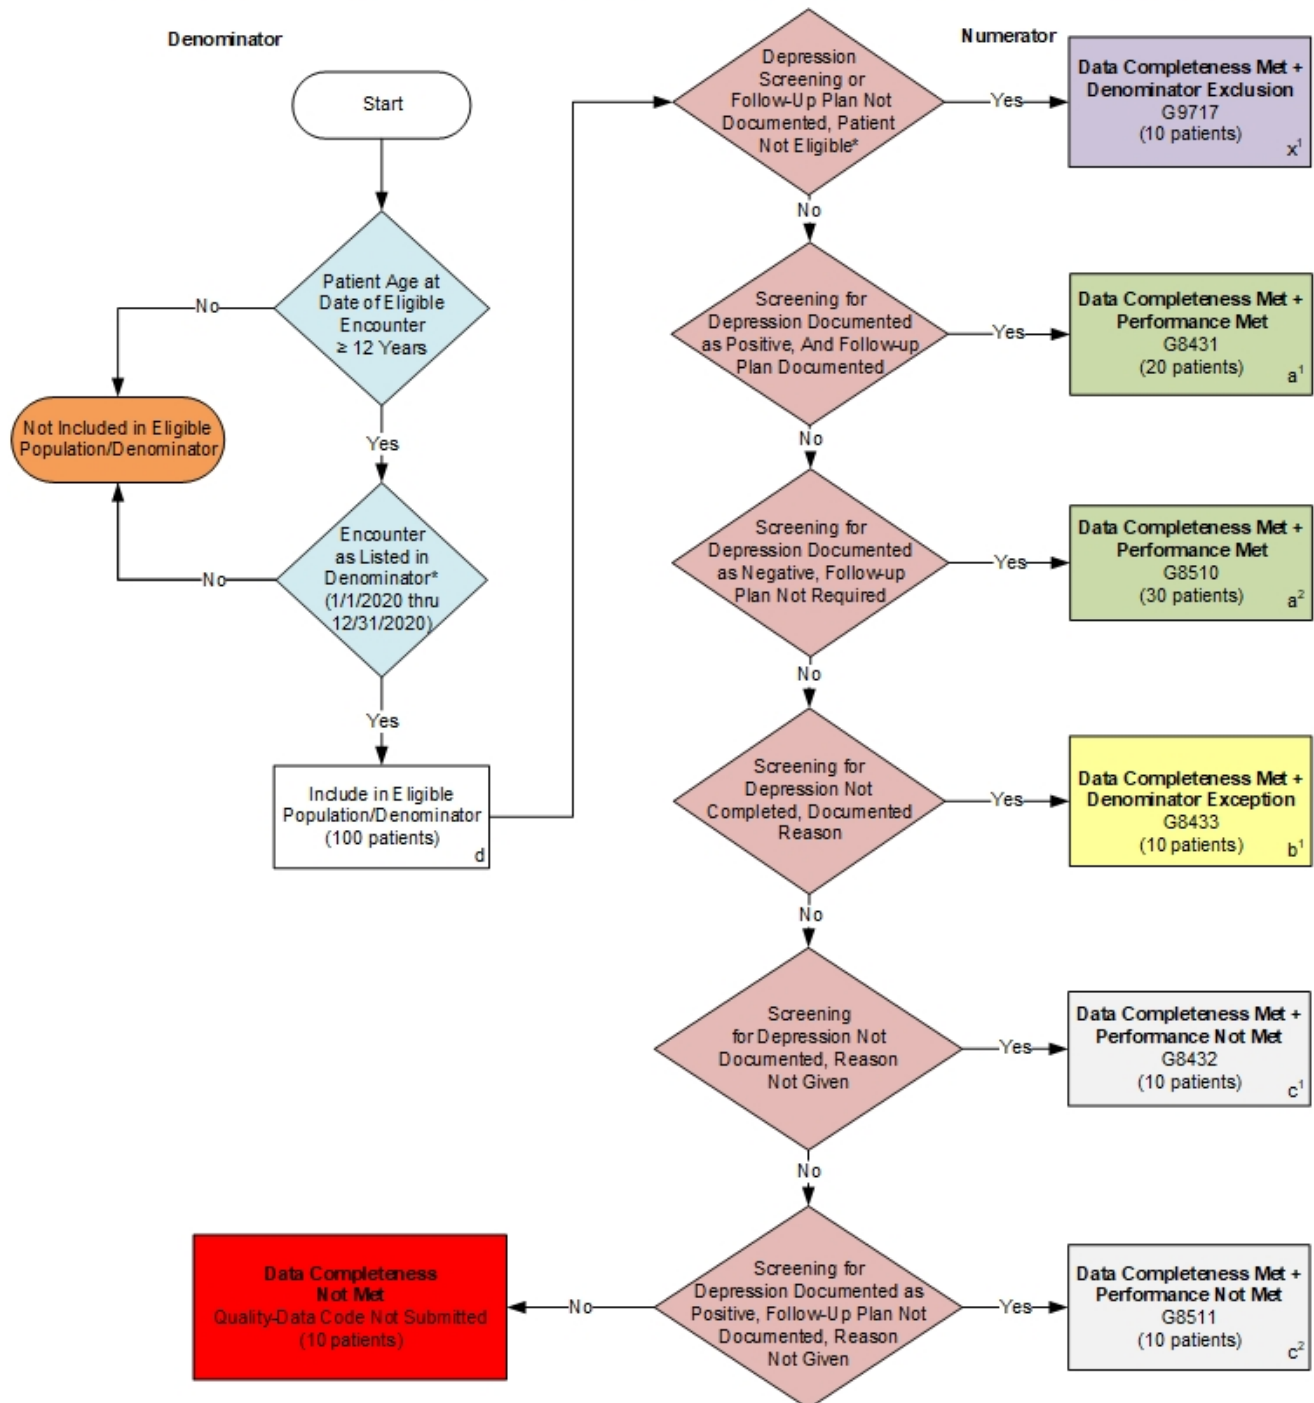 Denominator
Start
Patient Age at
Date of Eligible
Encounter
≥ 12 Years
No
Not Included in Eligible
Population/Denominator
Yes
Encounter
as Listed in
Denominator*
(1/1/2020 thru
12/31/2020)
No
Yes
Include in Eligible
Population/Denominator
(100 patients)
d
Numerator
Depression
Screening or
Follow-Up Plan Not
Documented, Patient
Not Eligible*
Yes
Data Completeness Met +
Denominator Exclusion
G9717
(10 patients)
x¹
No
Screening for
Depression Documented
as Positive, And Follow-up
Plan Documented
Yes
Data Completeness Met +
Performance Met
G8431
(20 patients)
a¹
No
Screening for
Depression Documented
as Negative, Follow-up
Plan Not Required
Yes
Data Completeness Met +
Performance Met
G8510
(30 patients)
a²
No
Screening for
Depression Not
Completed, Documented
Reason
Yes
Data Completeness Met +
Denominator Exception
G8433
(10 patients)
b¹
No
Screening
for Depression Not
Documented, Reason
Not Given
Yes
Data Completeness Met +
Performance Not Met
G8432
(10 patients)
c¹
No
Screening for
Depression Documented as
Positive, Follow-Up Plan Not
Documented, Reason
Not Given
Yes
Data Completeness Met +
Performance Not Met
G8511
(10 patients)
c²
No
Data Completeness
Not Met
Quality-Data Code Not Submitted
(10 patients)